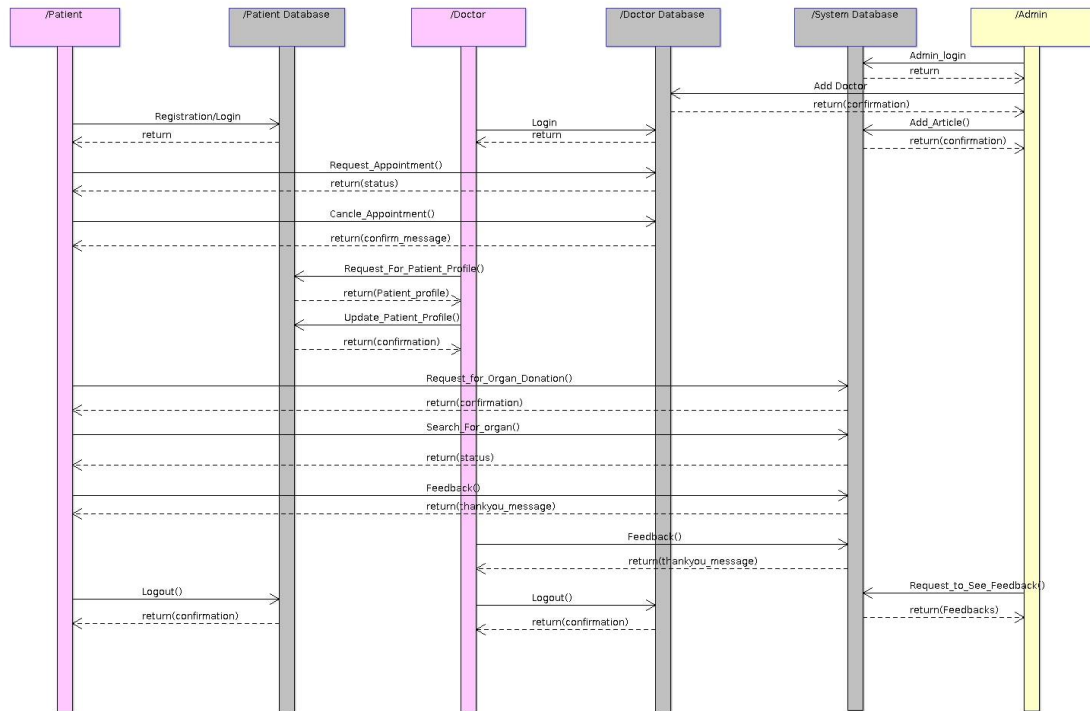 /Patient
/Patient Database
/Doctor
/Doctor Database
/System Database
/Admin
Admin_login
return
Add Doctor
return(confirmation)
Registration/Login
Login
Add_Article()
return
return
return(confirmation)
Request_Appointment()
return(status)
Cancle_Appointment()
return(confirm_message)
Request_For_Patient_Profile()
return(Patient_profile)
Update_Patient_Profile()
return(confirmation)
Request_for_Organ_Donation()
return(confirmation)
Search_For_organ()
return(status)
Feedback()
return(thankyou_message)
Feedback()
return(thankyou_message)
Request_to_See_Feedback()
Logout()
Logout()
return(Feedbacks)
return(confirmation)
return(confirmation)